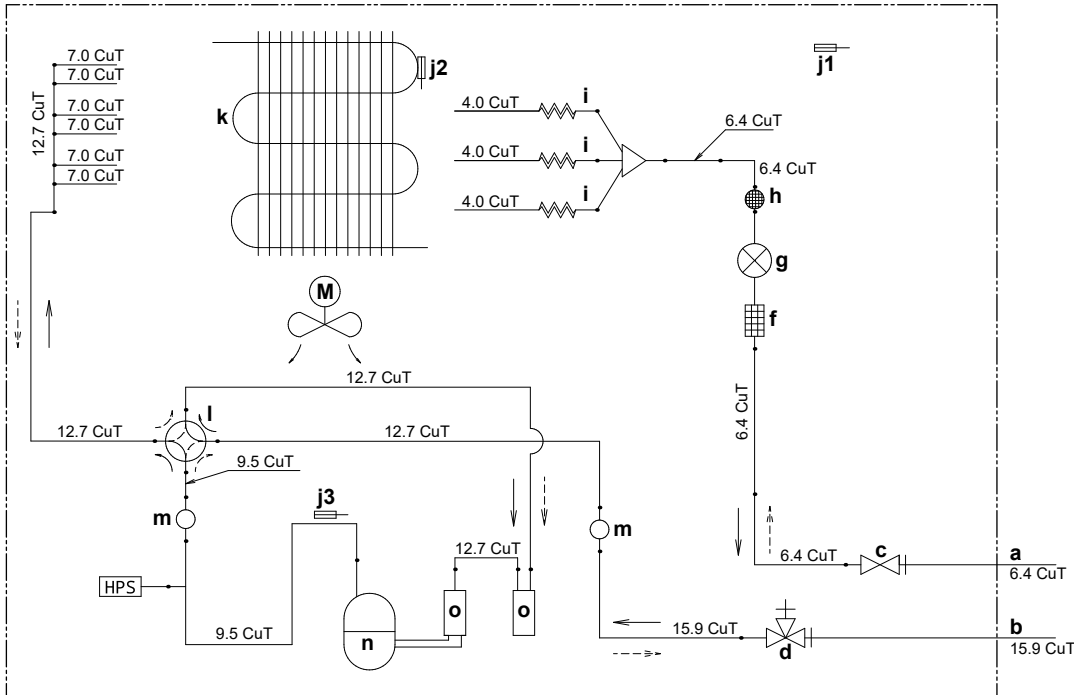 7.0 CuT
7.0 CuT
7.0 CuT
7.0 CuT
7.0 CuT
7.0 CuT
12.7 CuT
k
j2
j1
4.0 CuT
i
4.0 CuT
i
4.0 CuT
i
6.4 CuT
6.4 CuT
h
g
f
M
12.7 CuT
6.4 CuT
12.7 CuT
l
12.7 CuT
9.5 CuT
m
j3
m
12.7 CuT
HPS
9.5 CuT
n
o
o
6.4 CuT
c
a
6.4 CuT
15.9 CuT
d
b
15.9 CuT